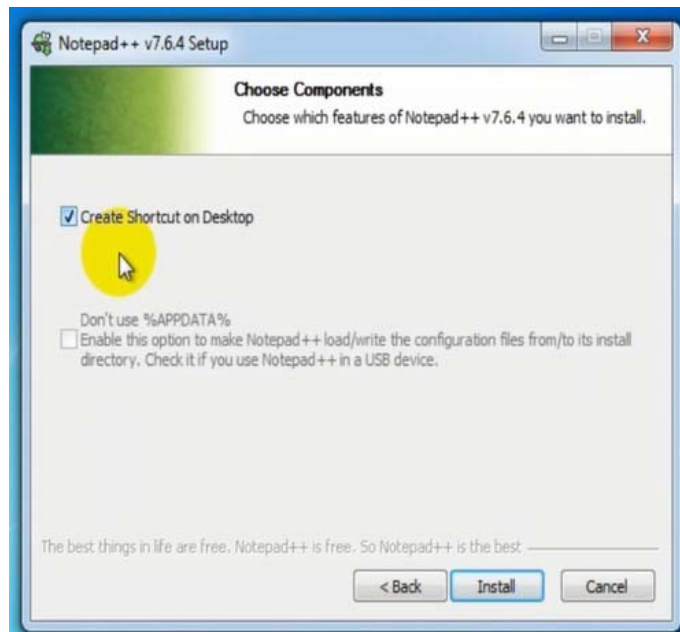 Notepad++ v7.6.4 Setup
Choose Components
Choose which features of Notepad++ v7.6.4 you want to install.
Create Shortcut on Desktop
Don't use %APPDATA%
Enable this option to make Notepad++ load/write the configuration files from/to its install
directory. Check it if you use Notepad++ in a USB device.
The best things in life are free. Notepad++ is free. So Notepad++ is the best
< Back Install Cancel